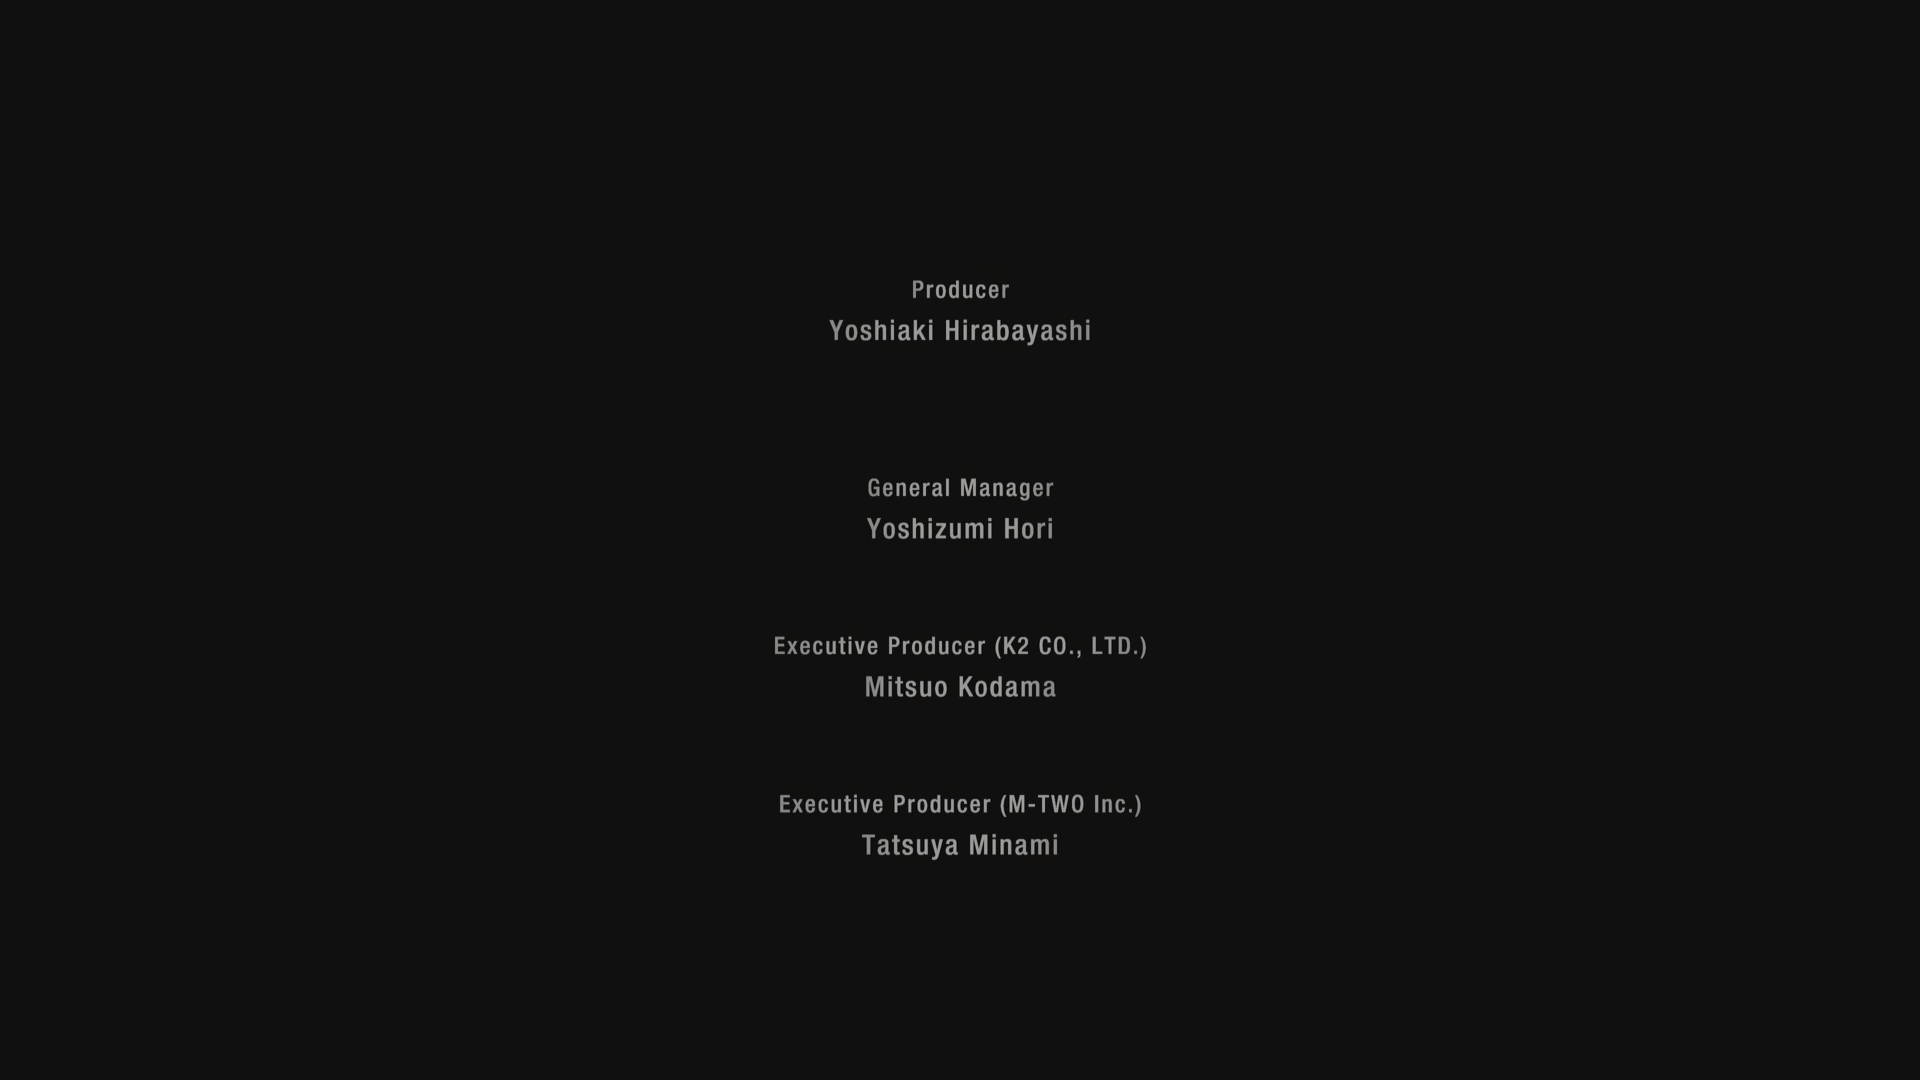 Producer
Yoshiaki Hirabayashi
General Manager
Yoshizumi Hori
Executive Producer (K2 CO., LTD.)
Mitsuo Kodama
Executive Producer (M-TWO Inc.)
Tatsuya Minami